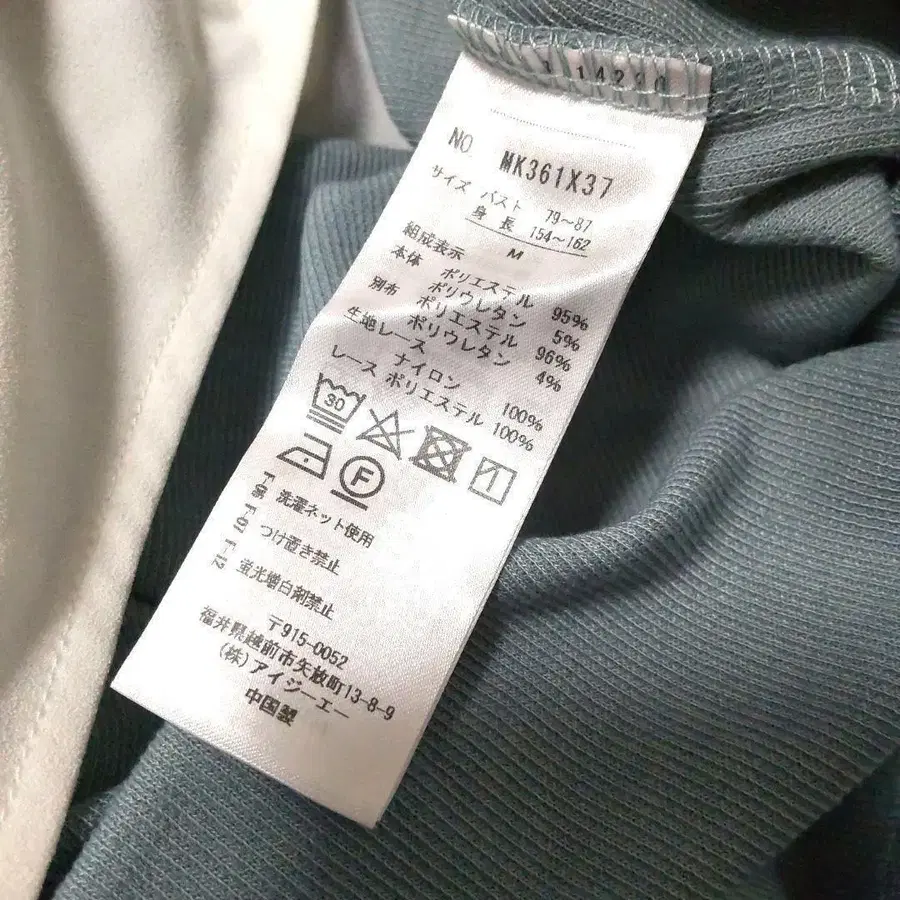 NO. MK361X37
サイズ バスト 79~87
身長 154~162
M
組成表示
本体 ポリエステル 95%
ポリウレタン 5%
別布 ポリエステル 96%
ポリウレタン 4%
生地レース ナイロン 100%
レース ポリエステル 100%
30
F
洗濯ネット使用
つけ置き禁止
蛍光増白剤禁止
〒915-0052
福井県越前市矢放町13-8-9
(株)アイジーエー
中国製